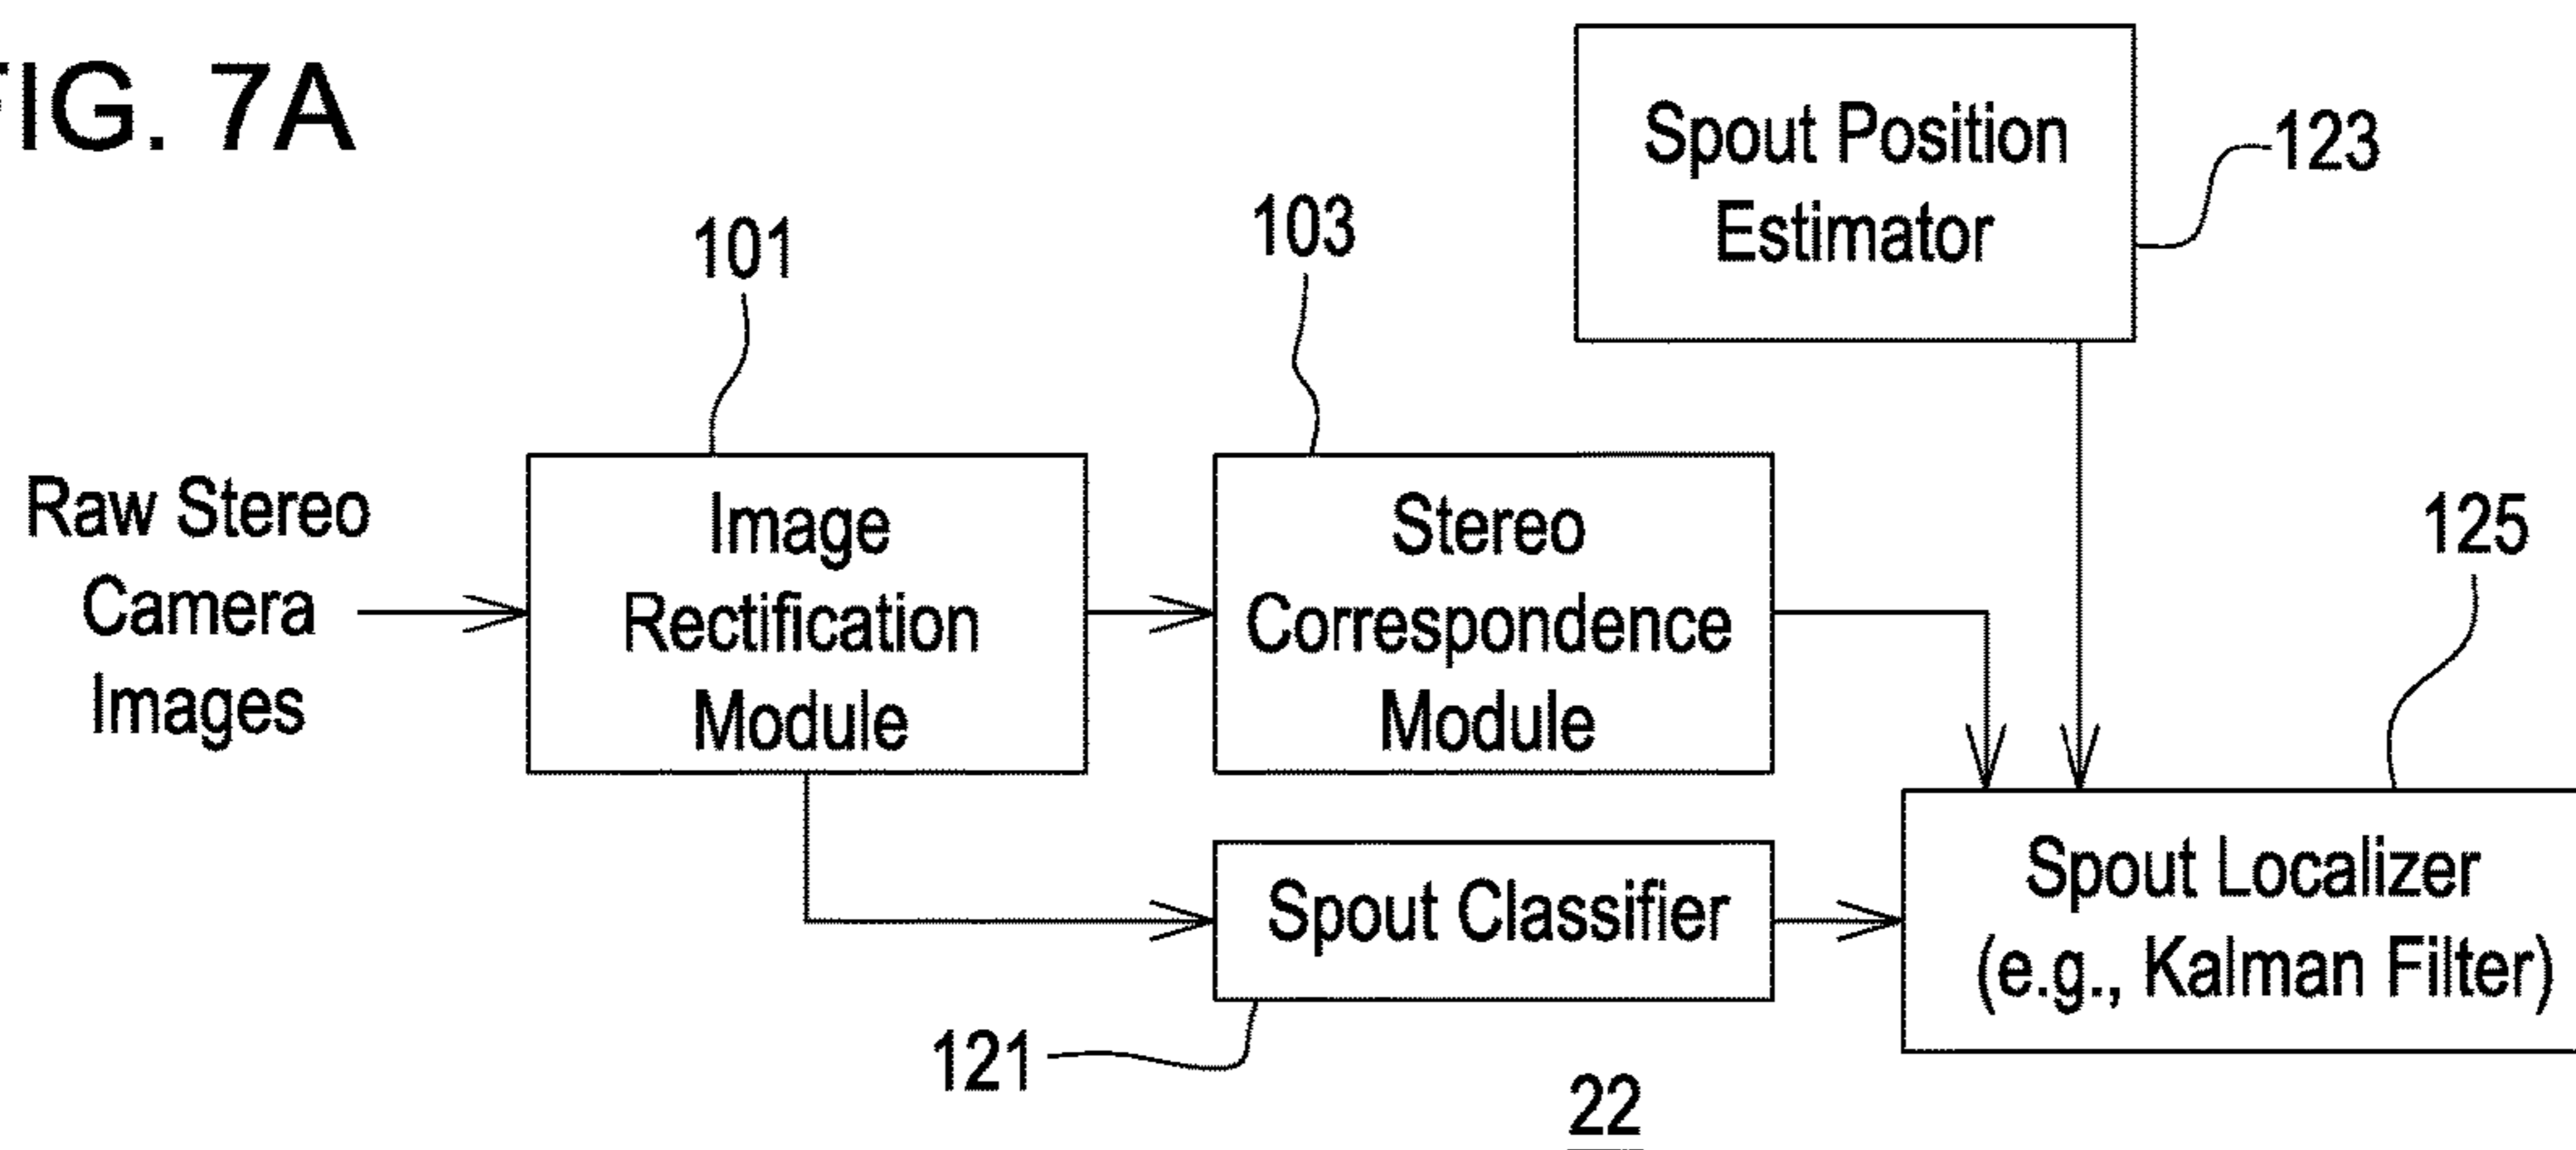 FIG. 7A
Spout Position
Estimator
123
101
103
Raw Stereo
Camera
Images
Image
Rectification
Module
Stereo
Correspondence
Module
125
Spout Classifier
Spout Localizer
(e.g., Kalman Filter)
121
22